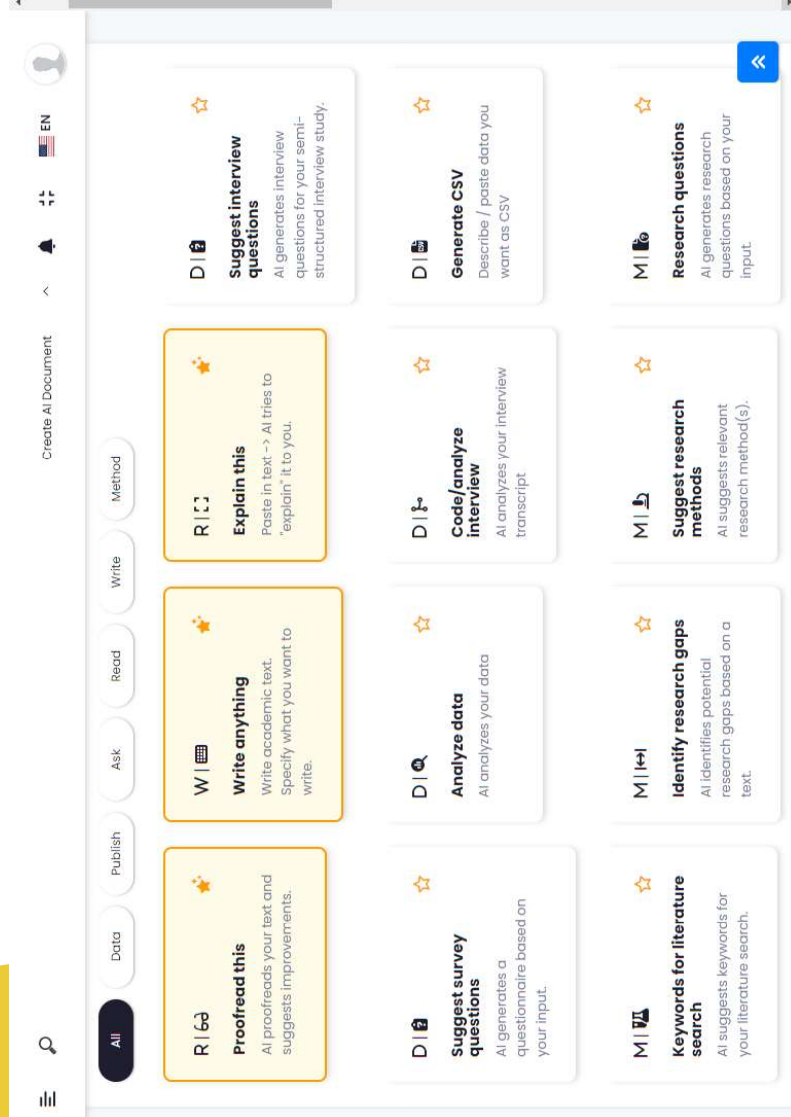 Create AI Document
EN
All
Data
Publish
Ask
Read
Write
Method
R |
Proofread this
AI proofreads your text and
suggests improvements.
W |
Write anything
Write academic text.
Specify what you want to
write.
R |
Explain this
Paste in text -> AI tries to
"explain" it to you.
D |
Suggest interview
questions
AI generates interview
questions for your semi-
structured interview study.
D |
Suggest survey
questions
AI generates a
questionnaire based on
your input.
D |
Analyze data
AI analyzes your data
D |
Code/analyze
interview
AI analyzes your interview
transcript
D |
Generate CSV
Describe / paste data you
want as CSV
M |
Keywords for literature
search
AI suggests keywords for
your literature search.
M |
Identify research gaps
AI identifies potential
research gaps based on a
text.
M |
Suggest research
methods
AI suggests relevant
research method(s).
M |
Research questions
AI generates research
questions based on your
input.